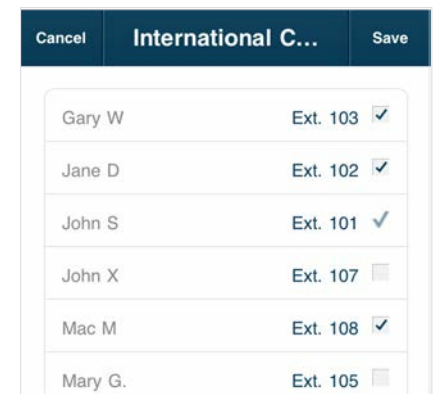 Cancel International C... Save
Gary W Ext. 103
Jane D Ext. 102
John S Ext. 101
John X Ext. 107
Mac M Ext. 108
Mary G. Ext. 105